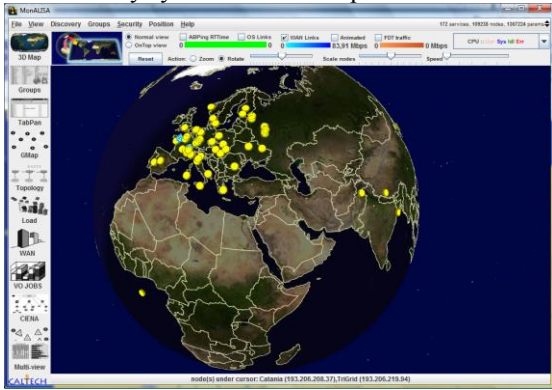 MonALISA
File View Discovery Groups Security Position Help
172 services, 109230 nodes, 1307224 params
3D Map
Normal view
OnTop view
ABPing RTTime
OS Links
WAN Links
Animated
FDT traffic
0
0
0
83,91 Mbps
0
0 Mbps
CPU Sys Idl Err
Reset
Action:
Zoom
Rotate
Scale nodes
Speed
Groups
TabPan
GMap
Topology
Load
WAN
VO JOBS
CIENA
Multi-view
CALTECH
node(s) under cursor: Catania (193.206.208.37),TriGrid (193.206.219.94)